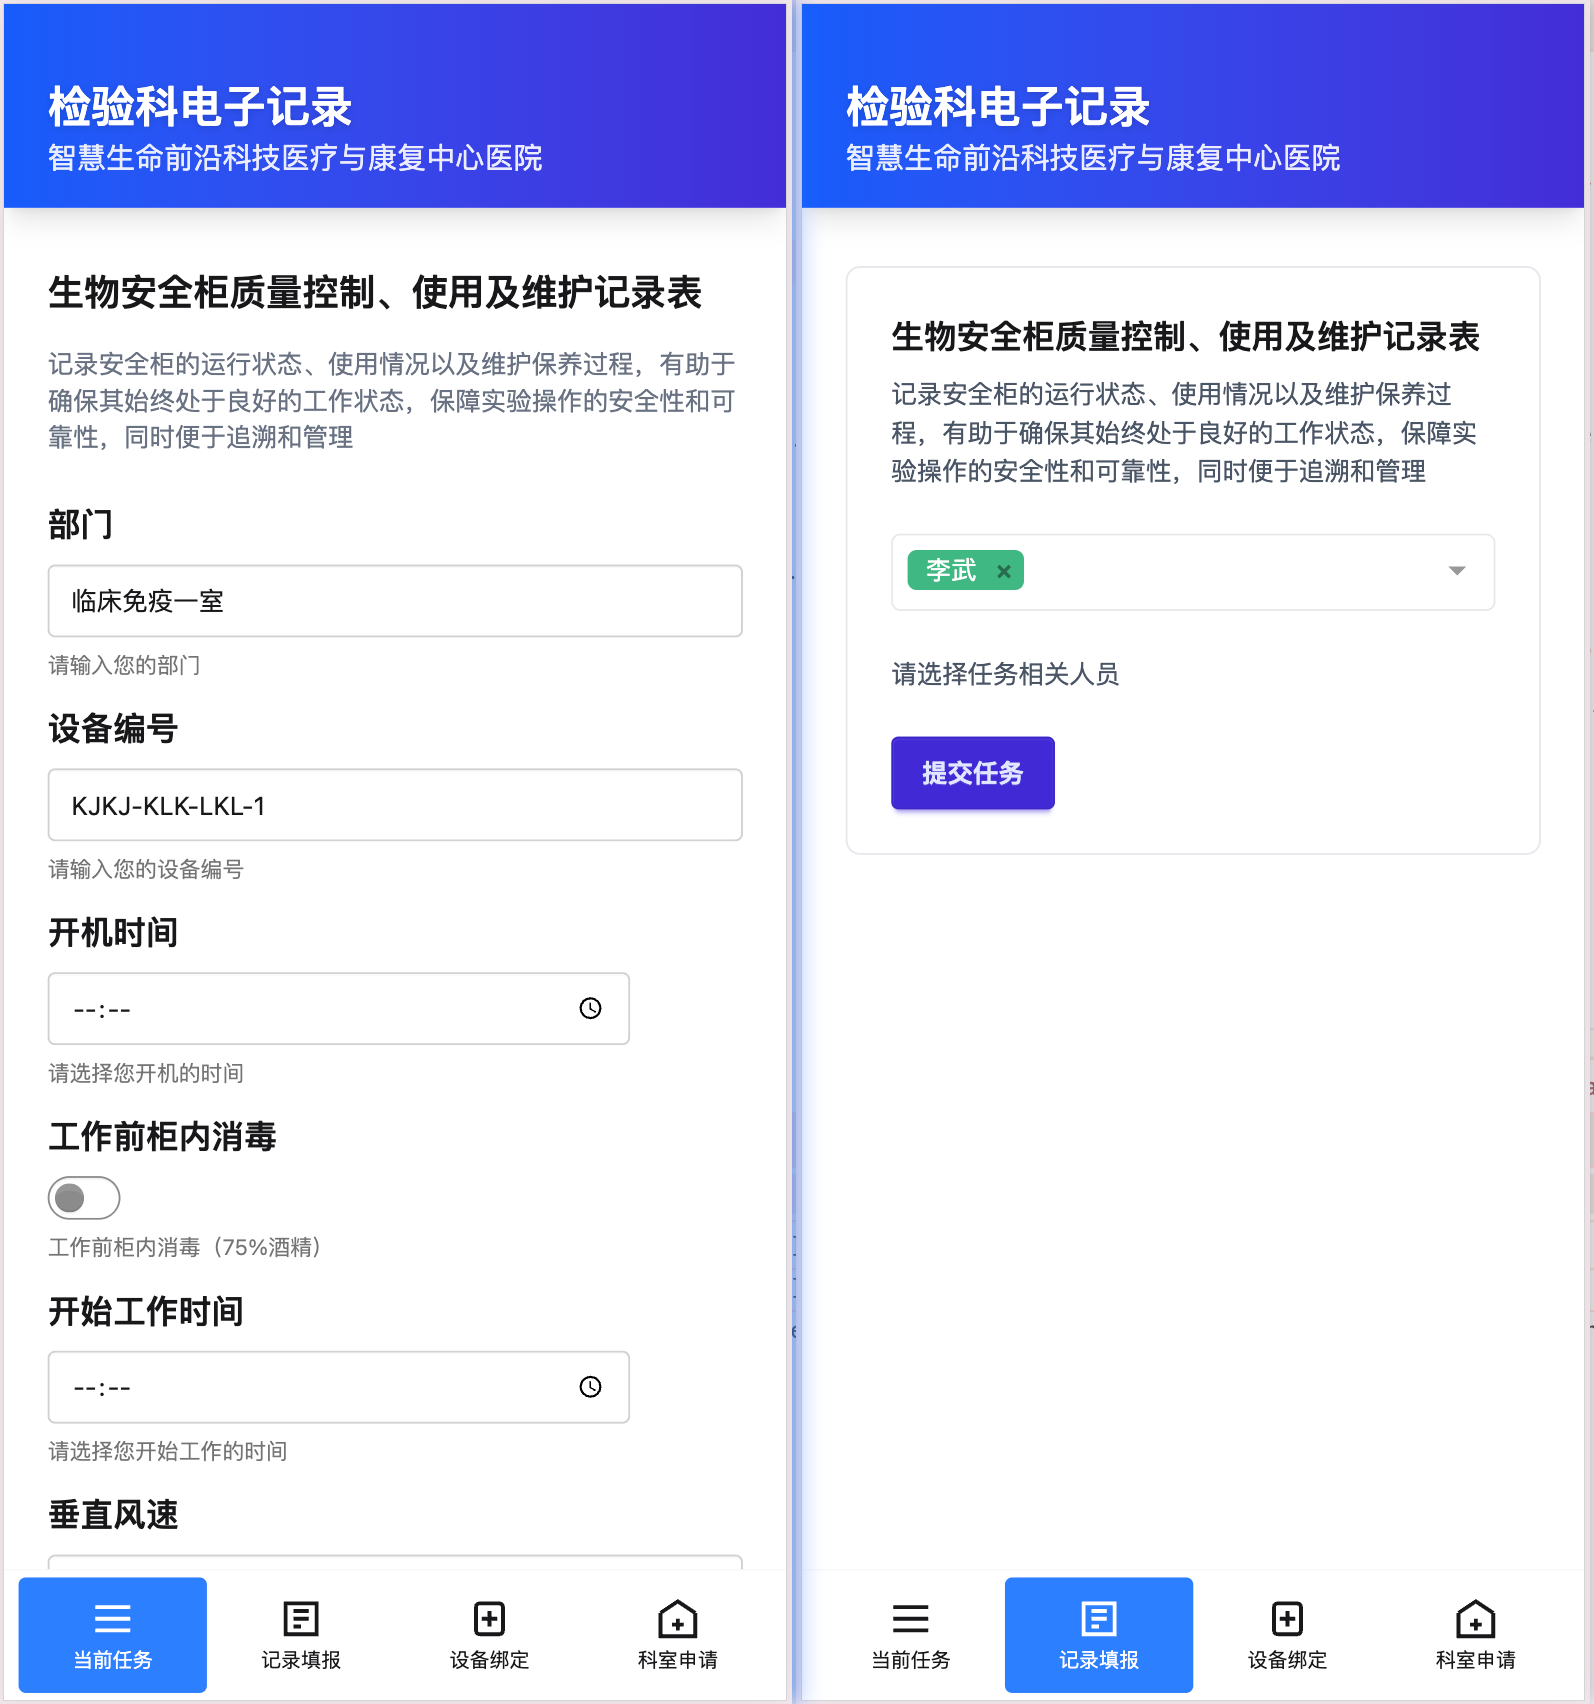 检验科电子记录
智慧生命前沿科技医疗与康复中心医院
生物安全柜质量控制、使用及维护记录表
记录安全柜的运行状态、使用情况以及维护保养过程，有助于
确保其始终处于良好的工作状态，保障实验操作的安全性和可
靠性，同时便于追溯和管理
部门
临床免疫一室
请输入您的部门
设备编号
KJKJ-KLK-LKL-1
请输入您的设备编号
开机时间
--:--
请选择您开机的时间
工作前柜内消毒
工作前柜内消毒（75%酒精）
开始工作时间
--:--
请选择您开始工作的时间
垂直风速
当前任务
记录填报
设备绑定
科室申请
检验科电子记录
智慧生命前沿科技医疗与康复中心医院
生物安全柜质量控制、使用及维护记录表
记录安全柜的运行状态、使用情况以及维护保养过
程，有助于确保其始终处于良好的工作状态，保障实
验操作的安全性和可靠性，同时便于追溯和管理
李武 ×
请选择任务相关人员
提交任务
当前任务
记录填报
设备绑定
科室申请